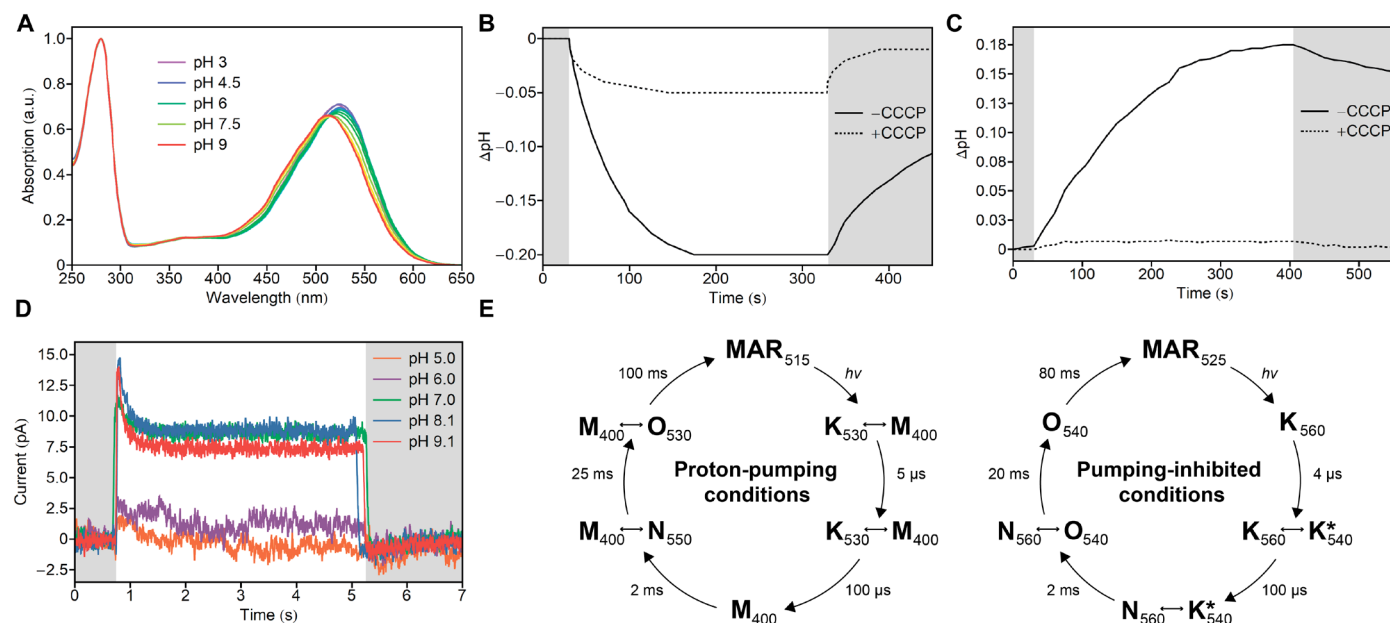 A
Absorption (a.u.)
1.0
0.8
0.6
0.4
0.2
0
pH 3
pH 4.5
pH 6
pH 7.5
pH 9
250 300 350 400 450 500 550 600 650
Wavelength (nm)
B
ΔpH
0
−0.05
−0.10
−0.15
−0.20
−CCCP
+CCCP
0 100 200 300 400
Time (s)
C
ΔpH
0.18
0.15
0.13
0.10
0.08
0.05
0.03
0
−CCCP
+CCCP
0 100 200 300 400 500
Time (s)
D
Current (pA)
15.0
12.5
10.0
7.5
5.0
2.5
0
−2.5
pH 5.0
pH 6.0
pH 7.0
pH 8.1
pH 9.1
0 1 2 3 4 5 6 7
Time (s)
E
MAR515
100 ms hν
M400 ↔ O530 K530 ↔ M400
Proton-pumping
conditions
25 ms 5 µs
M400 ↔ N550 K530 ↔ M400
2 ms 100 µs
M400
MAR525
80 ms hν
O540 K560
Pumping-inhibited
conditions
20 ms 4 µs
N560 ↔ O540 K560 ↔ K*540
2 ms 100 µs
N560 ↔ K*540